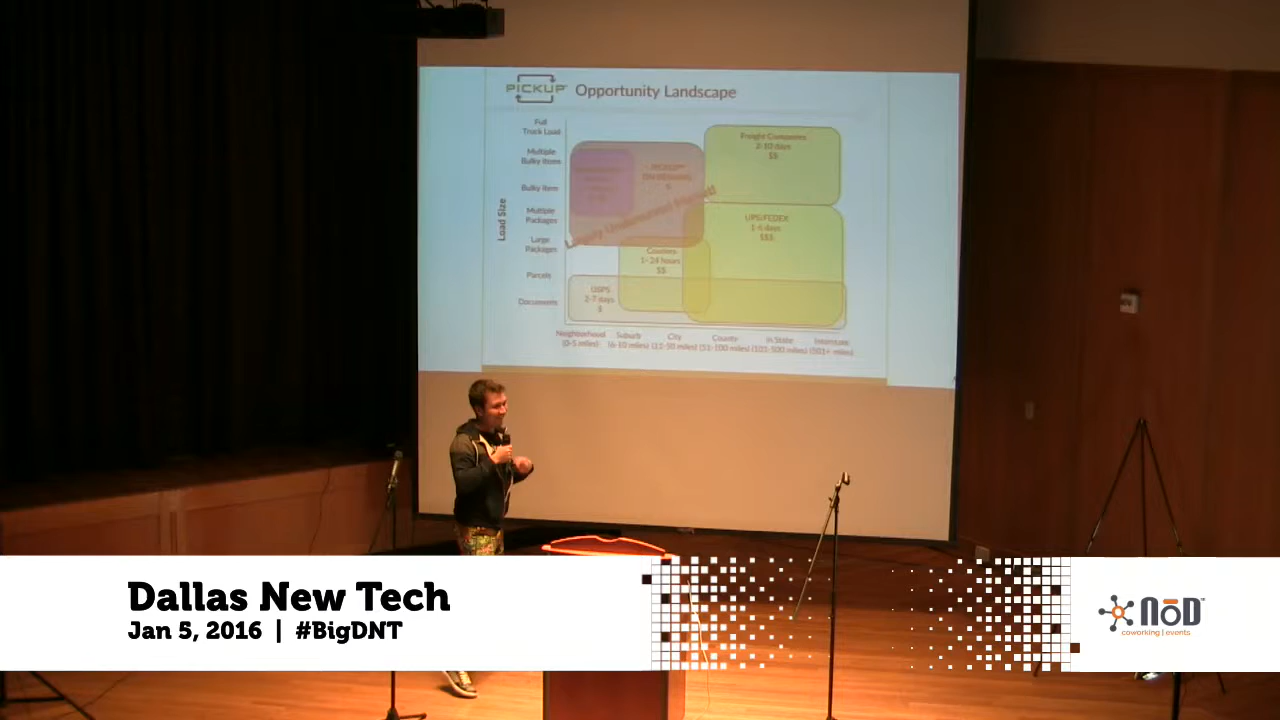 PICKUP Opportunity Landscape
Full
Truck Load
Multiple
Bulky Items
Bulky Item
Multiple
Packages
Large
Packages
Parcels
Documents
Load Size
Freight Companies
2-10 days
$$
PICKUP
UPS/FEDEX
1-6 days
$$$
Couriers
1- 24 hours
$$
USPS
2-7 days
$
Neighborhood
(0-5 miles)
Suburb
(6-10 miles)
City
(11-50 miles)
County
(51-100 miles)
In State
(101-500 miles)
Interstate
(501+ miles)
Dallas New Tech
Jan 5, 2016 | #BigDNT
NōD™
coworking | events